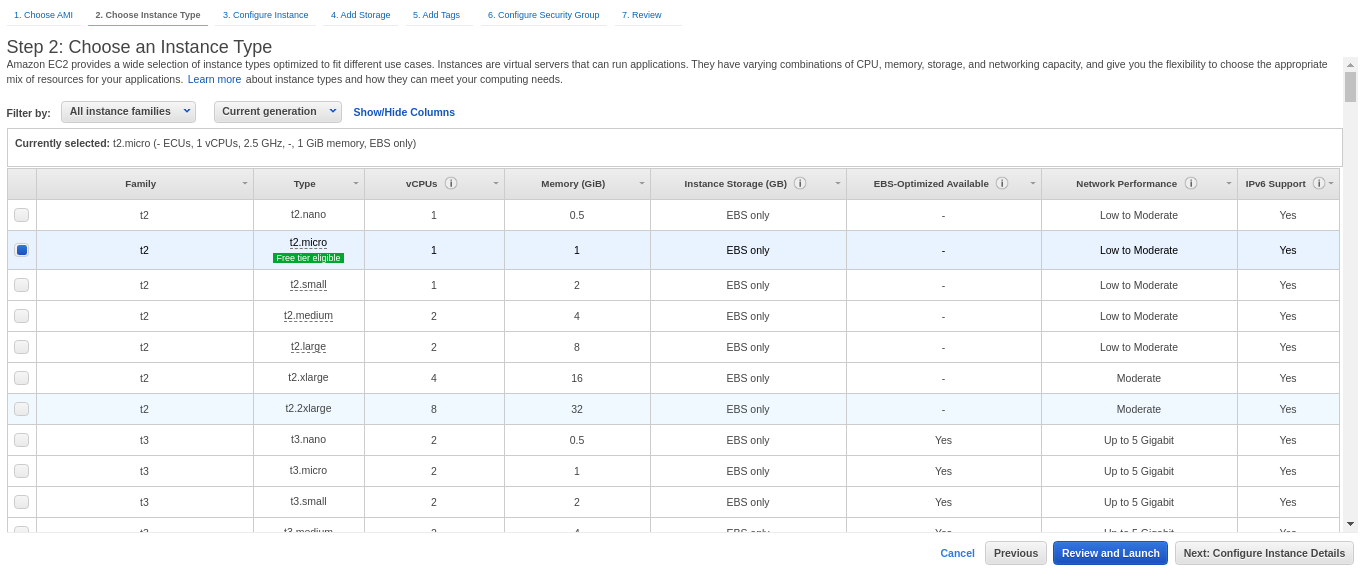 1. Choose AMI 2. Choose Instance Type 3. Configure Instance 4. Add Storage 5. Add Tags 6. Configure Security Group 7. Review
Step 2: Choose an Instance Type
Amazon EC2 provides a wide selection of instance types optimized to fit different use cases. Instances are virtual servers that can run applications. They have varying combinations of CPU, memory, storage, and networking capacity, and give you the flexibility to choose the appropriate
mix of resources for your applications. Learn more about instance types and how they can meet your computing needs.
Filter by: All instance families Current generation Show/Hide Columns
Currently selected: t2.micro (- ECUs, 1 vCPUs, 2.5 GHz, -, 1 GiB memory, EBS only)
Family Type vCPUs i Memory (GiB) Instance Storage (GB) i EBS-Optimized Available i Network Performance i IPv6 Support i
t2 t2.nano 1 0.5 EBS only - Low to Moderate Yes
t2 t2.micro 1 1 EBS only - Low to Moderate Yes
Free tier eligible
t2 t2.small 1 2 EBS only - Low to Moderate Yes
t2 t2.medium 2 4 EBS only - Low to Moderate Yes
t2 t2.large 2 8 EBS only - Low to Moderate Yes
t2 t2.xlarge 4 16 EBS only - Moderate Yes
t2 t2.2xlarge 8 32 EBS only - Moderate Yes
t3 t3.nano 2 0.5 EBS only Yes Up to 5 Gigabit Yes
t3 t3.micro 2 1 EBS only Yes Up to 5 Gigabit Yes
t3 t3.small 2 2 EBS only Yes Up to 5 Gigabit Yes
t3 t3.medium 2 4 EBS only Yes Up to 5 Gigabit Yes
Cancel Previous Review and Launch Next: Configure Instance Details